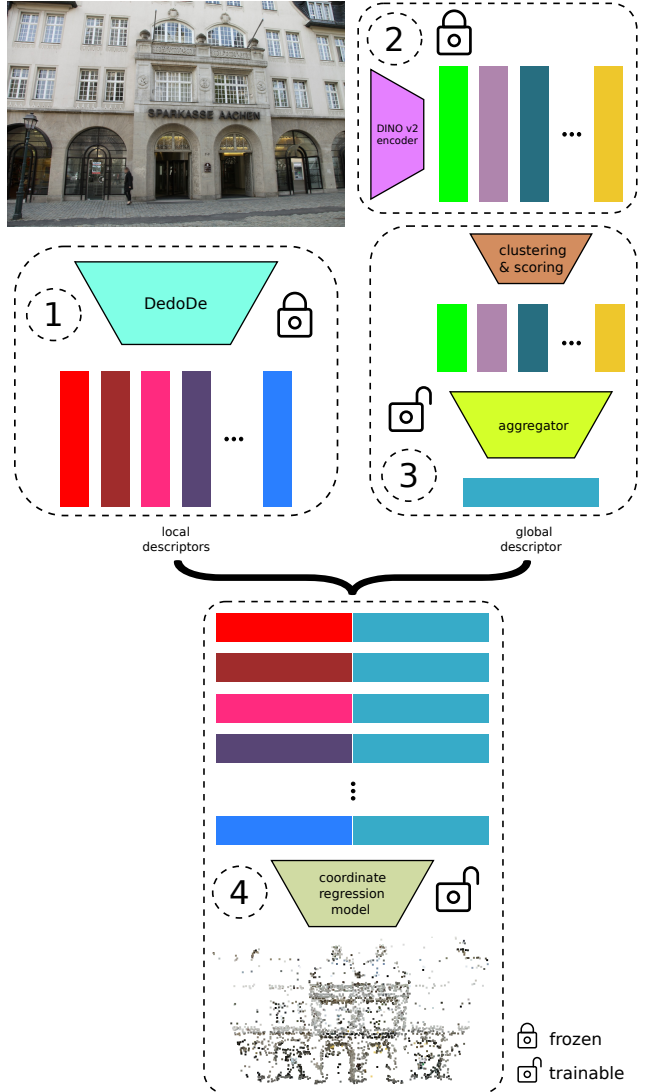 SPARKASSE AACHEN
2
DINO v2
encoder
...
1
DedoDe
...
local
descriptors
clustering
& scoring
...
aggregator
3
global
descriptor
4
coordinate
regression
model
frozen
trainable